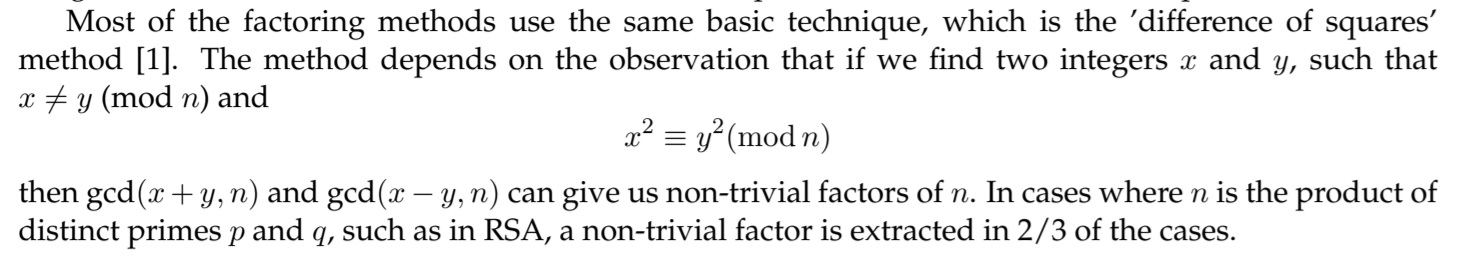 Most of the factoring methods use the same basic technique, which is the ’difference of squares’
method [1]. The method depends on the observation that if we find two integers x and y, such that
x ≠ y (mod n) and
x² ≡ y²(mod n)
then gcd(x + y, n) and gcd(x − y, n) can give us non-trivial factors of n. In cases where n is the product of
distinct primes p and q, such as in RSA, a non-trivial factor is extracted in 2/3 of the cases.